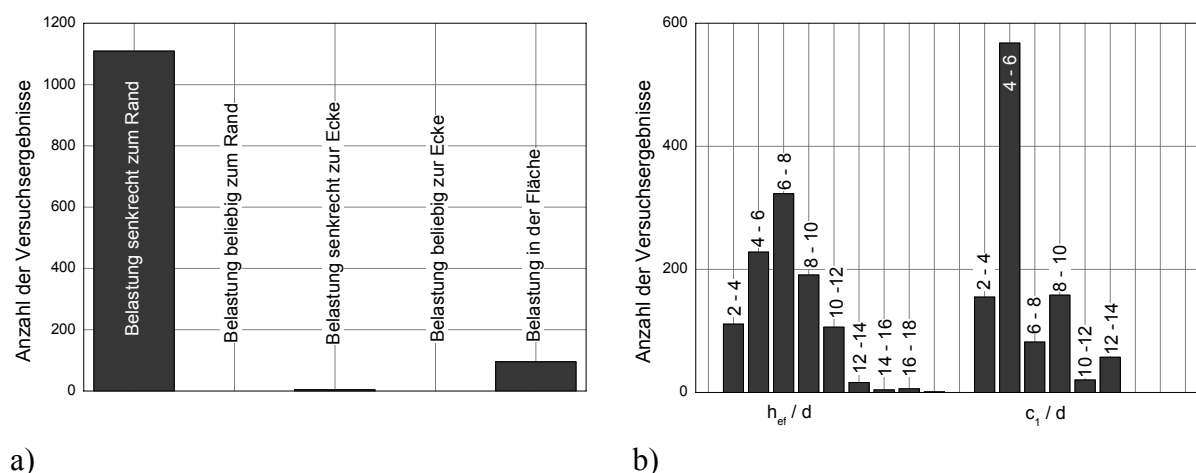 Anzahl der Versuchsergebnisse
1200
1000
800
600
400
200
0
Belastung senkrecht zum Rand
Belastung beliebig zum Rand
Belastung senkrecht zur Ecke
Belastung beliebig zur Ecke
Belastung in der Fläche
a)
Anzahl der Versuchsergebnisse
600
400
200
0
2 - 4
4 - 6
6 - 8
8 - 10
10 -12
12 -14
14 - 16
16 - 18
2 - 4
4 - 6
6 - 8
8 - 10
10 -12
12 -14
h_ef / d
c_1 / d
b)